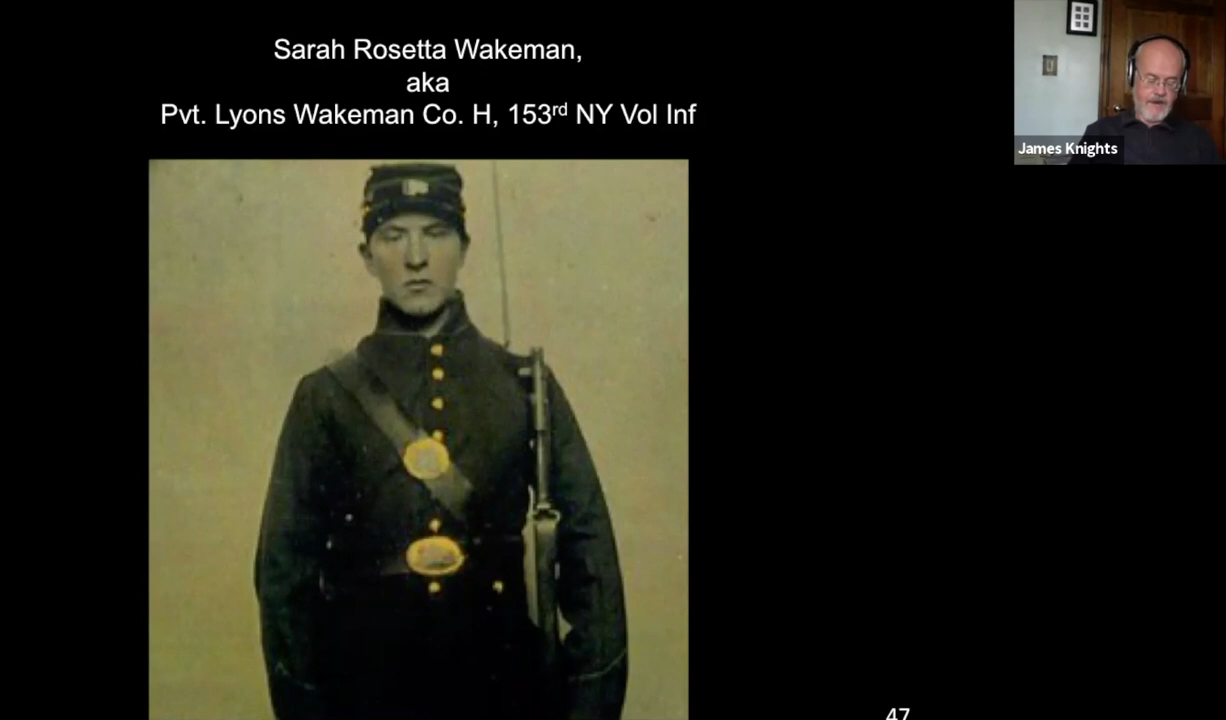 Sarah Rosetta Wakeman,
aka
Pvt. Lyons Wakeman Co. H, 153rd NY Vol Inf
James Knights
47